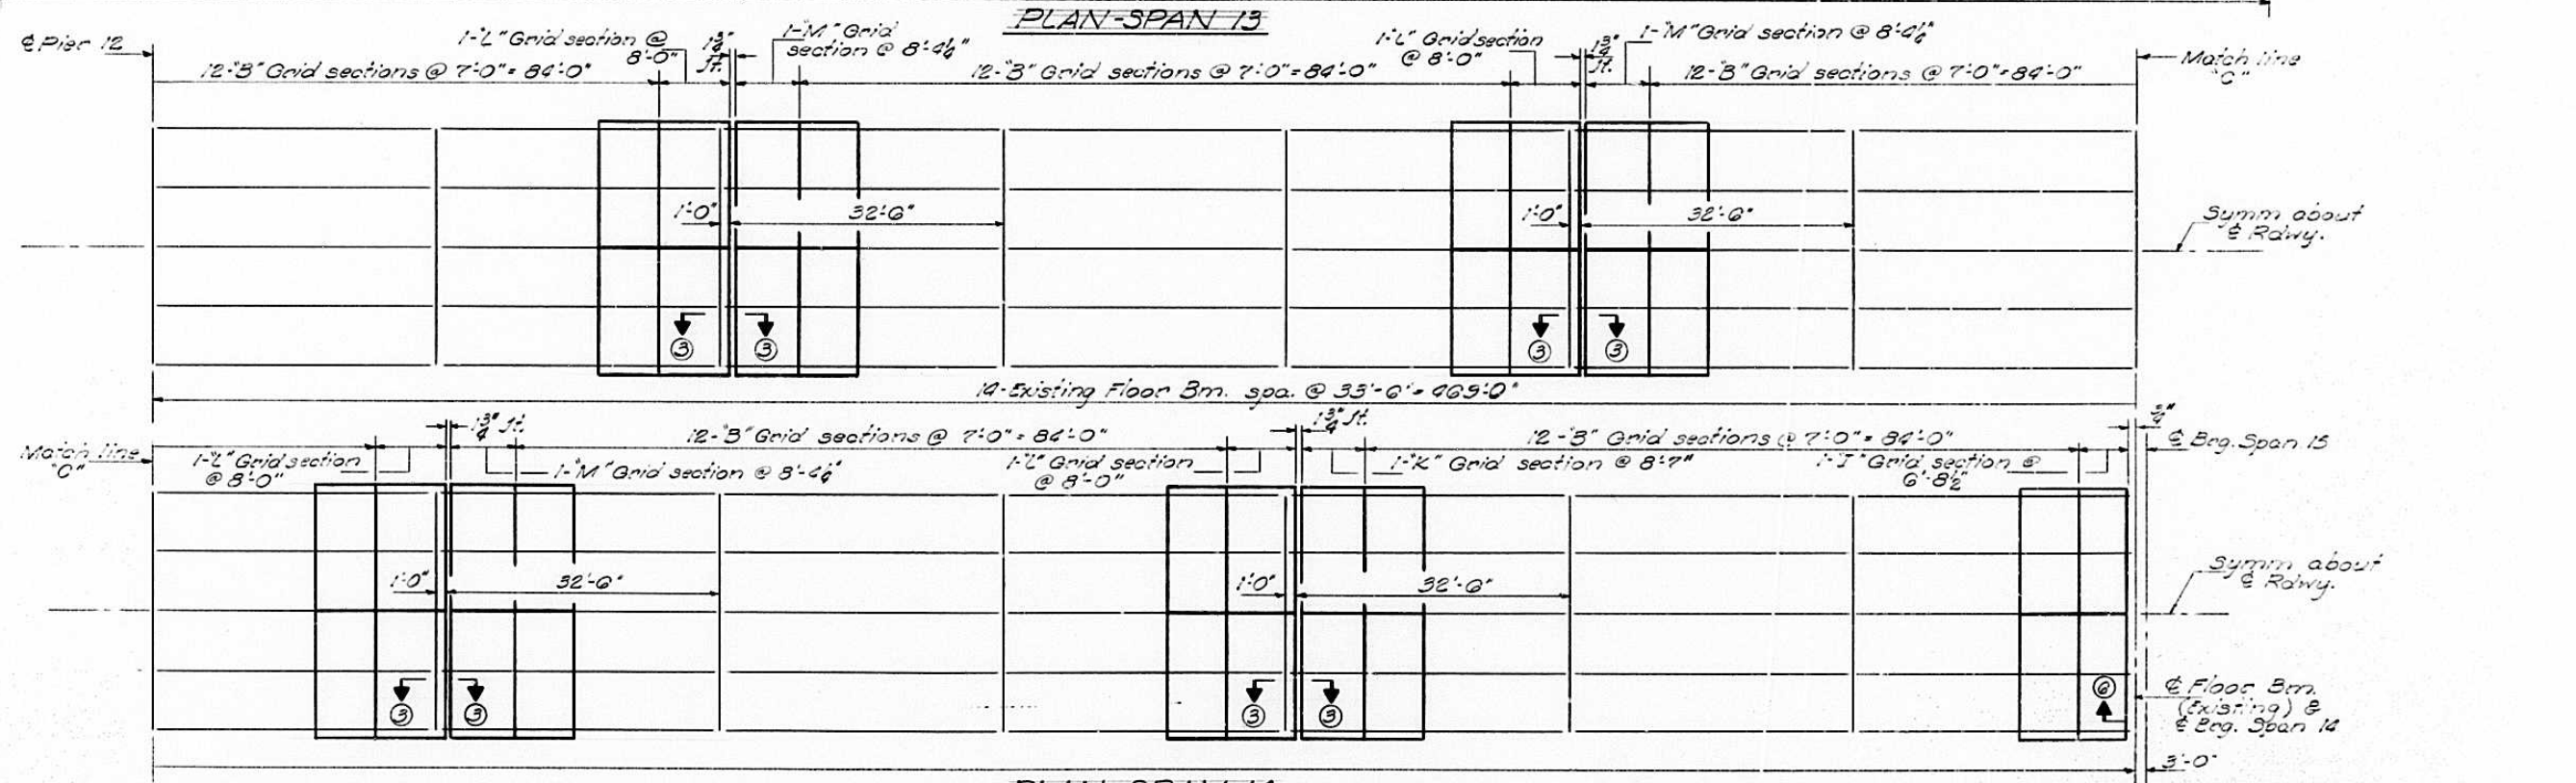 PLAN-SPAN 13
℄ Pier 12
1-"L" Grid section @
8'-0"
1¾"
Jt.
1-"M" Grid
section @ 8'-4¼"
1-"L" Grid section
@ 8'-0"
1¾"
Jt.
1-"M" Grid section @ 8'-4¼"
Match line
"C"
12-"B" Grid sections @ 7'-0" = 84'-0"
12-"B" Grid sections @ 7'-0" = 84'-0"
12-"B" Grid sections @ 7'-0" = 84'-0"
1'-0"
32'-6"
1'-0"
32'-6"
Symm about
℄ Rdwy.
3
3
3
3
14-Existing Floor Bm. spa. @ 33'-6" = 469'-0"
Match line
"C"
1¾" Jt.
12-"B" Grid sections @ 7'-0" = 84'-0"
1¾" Jt.
12-"B" Grid sections @ 7'-0" = 84'-0"
¾"
℄ Brg. Span 15
1-"L" Grid section
@ 8'-0"
1-"M" Grid section @ 8'-4¼"
1-"L" Grid section
@ 8'-0"
1-"K" Grid section @ 8'-7"
1-"I" Grid section @
6'-8½"
1'-0"
32'-6"
1'-0"
32'-6"
Symm about
℄ Rdwy.
3
3
3
3
6
℄ Floor Bm.
(Existing) &
℄ Brg. Span 14
3'-0"